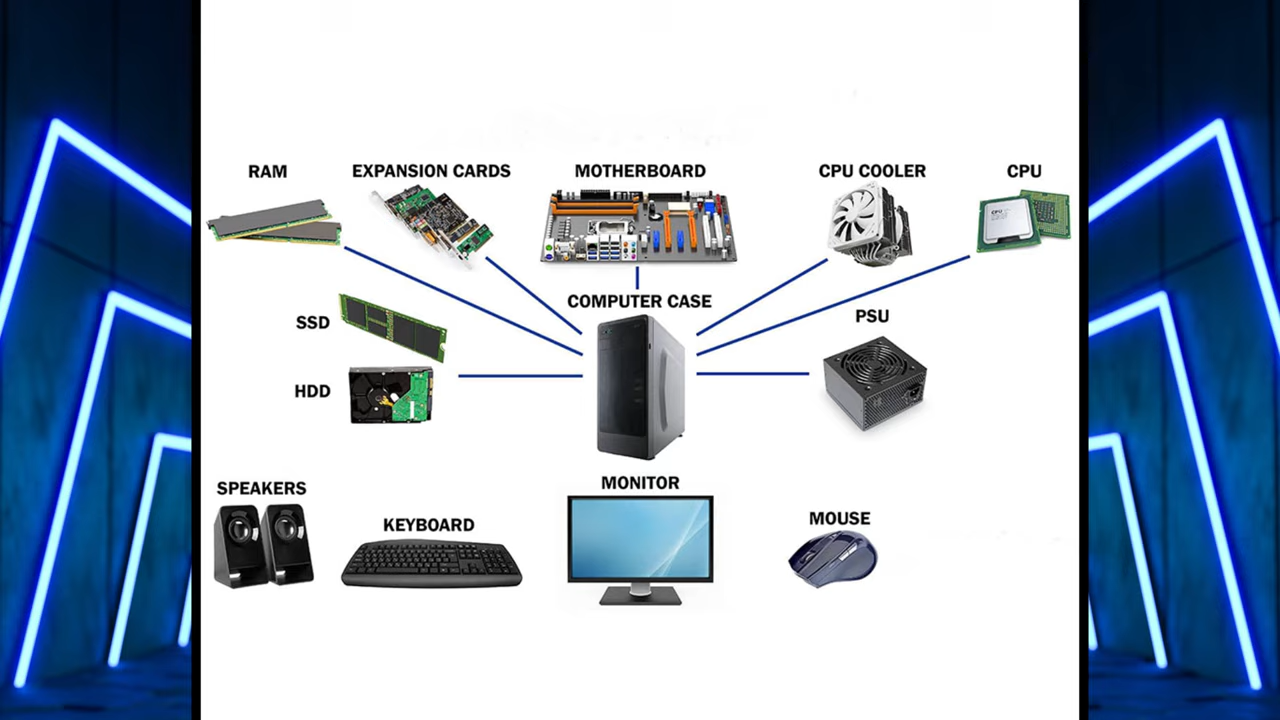 RAM
EXPANSION CARDS
MOTHERBOARD
CPU COOLER
CPU
COMPUTER CASE
SSD
PSU
HDD
SPEAKERS
KEYBOARD
MONITOR
MOUSE